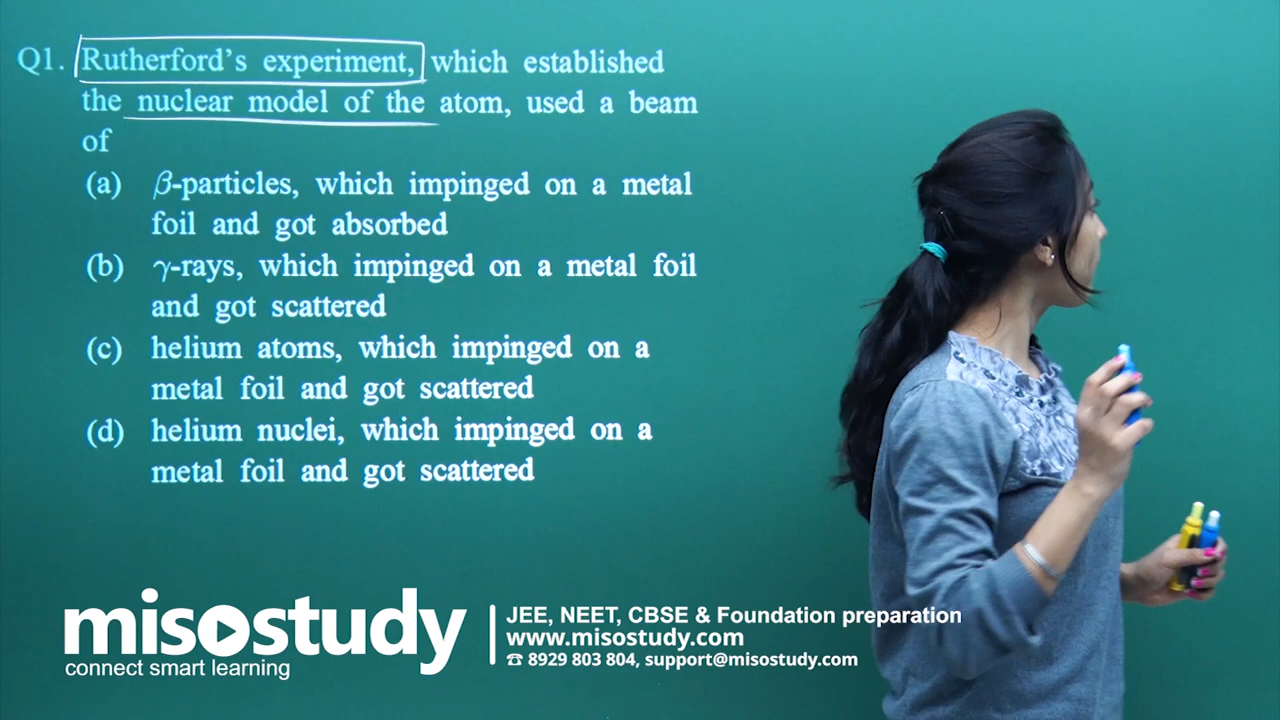 Q1. Rutherford's experiment, which established
the nuclear model of the atom, used a beam
of
(a) β-particles, which impinged on a metal
foil and got absorbed
(b) γ-rays, which impinged on a metal foil
and got scattered
(c) helium atoms, which impinged on a
metal foil and got scattered
(d) helium nuclei, which impinged on a
metal foil and got scattered
misostudy
connect smart learning
JEE, NEET, CBSE & Foundation preparation
www.misostudy.com
☎ 8929 803 804, support@misostudy.com